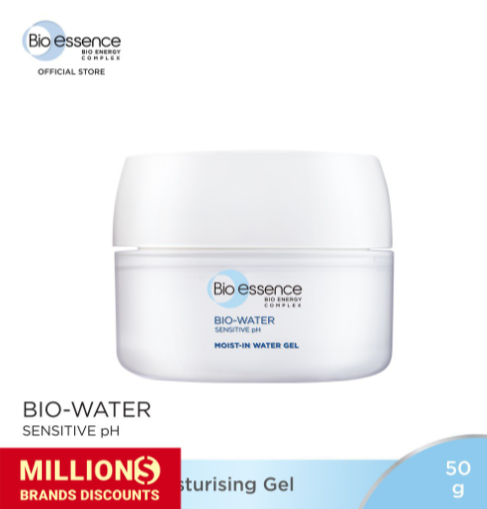 Bio essence
BIO ENERGY
COMPLEX
OFFICIAL STORE
Bio essence
BIO ENERGY
COMPLEX
BIO-WATER
SENSITIVE pH
MOIST-IN WATER GEL
BIO-WATER
SENSITIVE pH
MILLIONS
BRANDS DISCOUNTS
sturising Gel
50
g